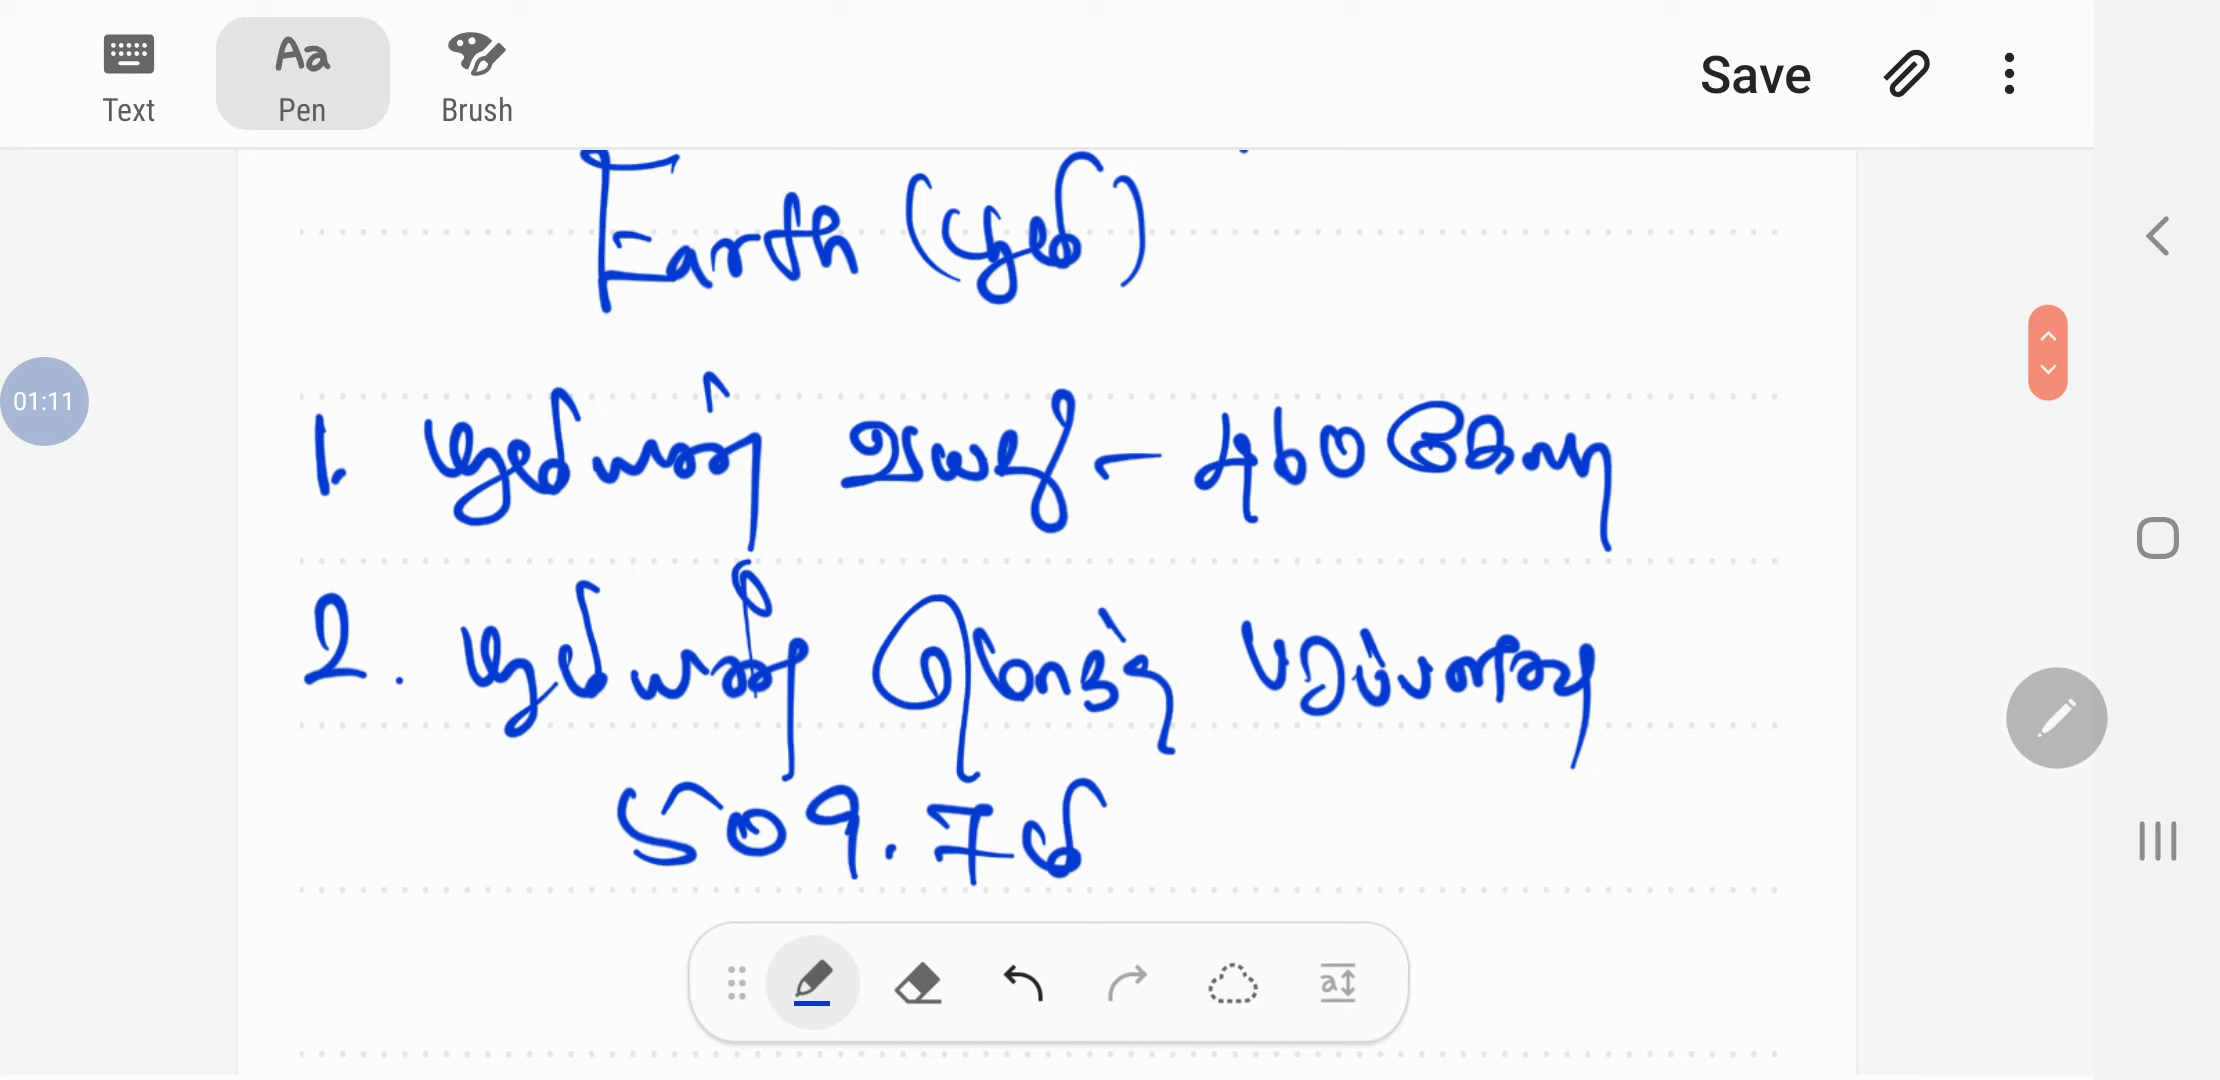 Text
Pen
Brush
Save
Earth (பூமி)
1. பூமியின் வயது - 460 கோடி
2. பூமியின் மொத்த பரப்பளவு
509.7 மி
01:11